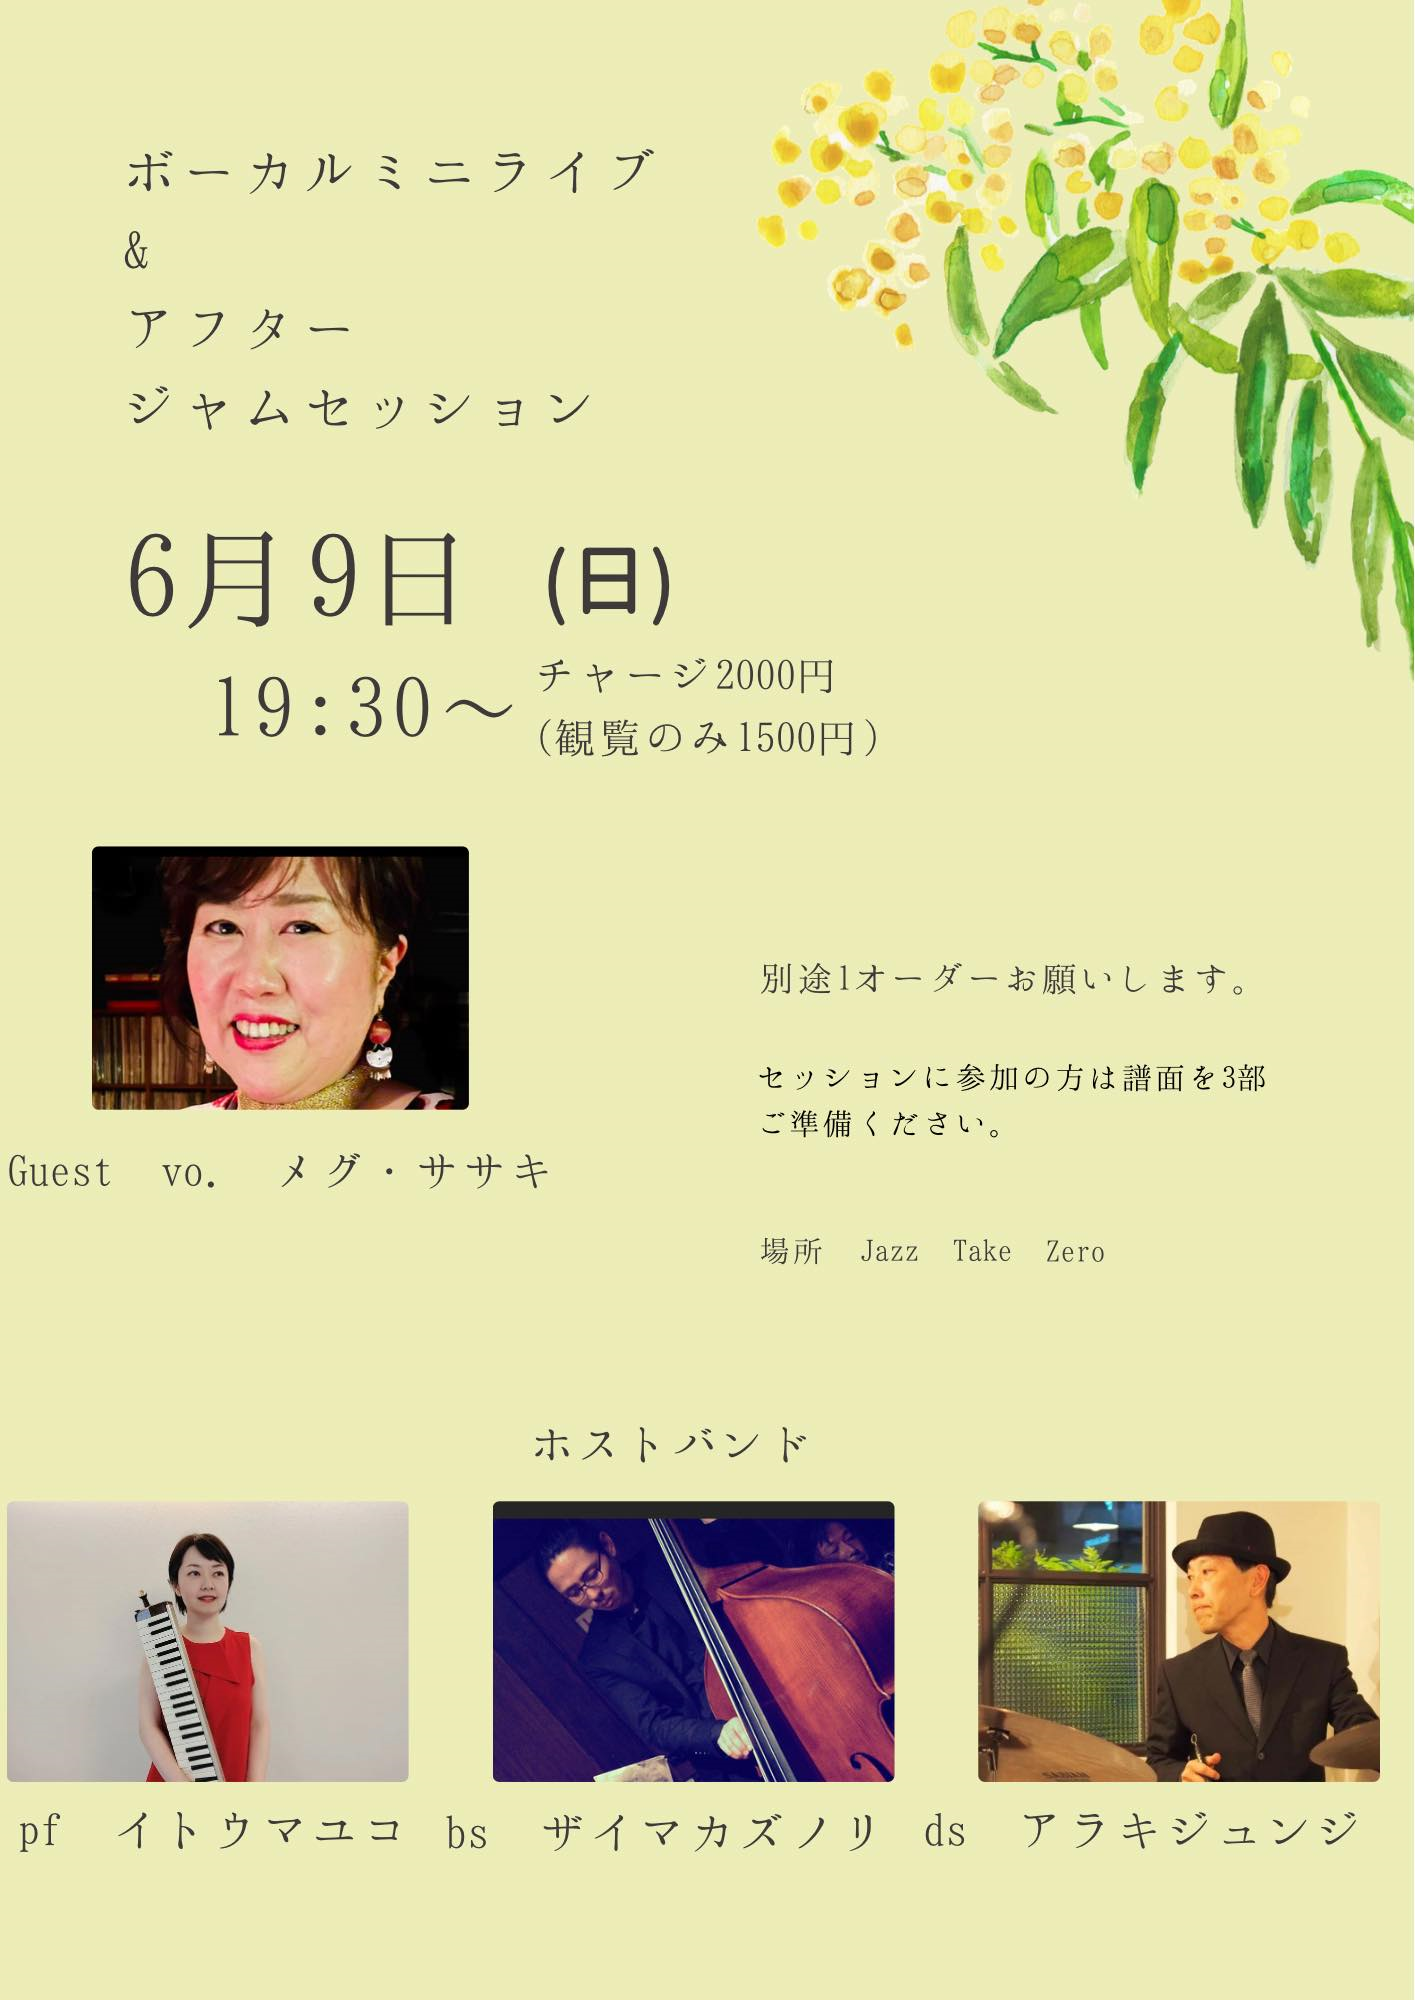 ボーカルミニライブ
&
アフター
ジャムセッション
6月9日 (日)
19:30〜
チャージ2000円
(観覧のみ1500円)
Guest vo. メグ・ササキ
別途1オーダーお願いします。
セッションに参加の方は譜面を3部
ご準備ください。
場所 Jazz Take Zero
ホストバンド
pf イトウマユコ
bs ザイマカズノリ
ds アラキジュンジ